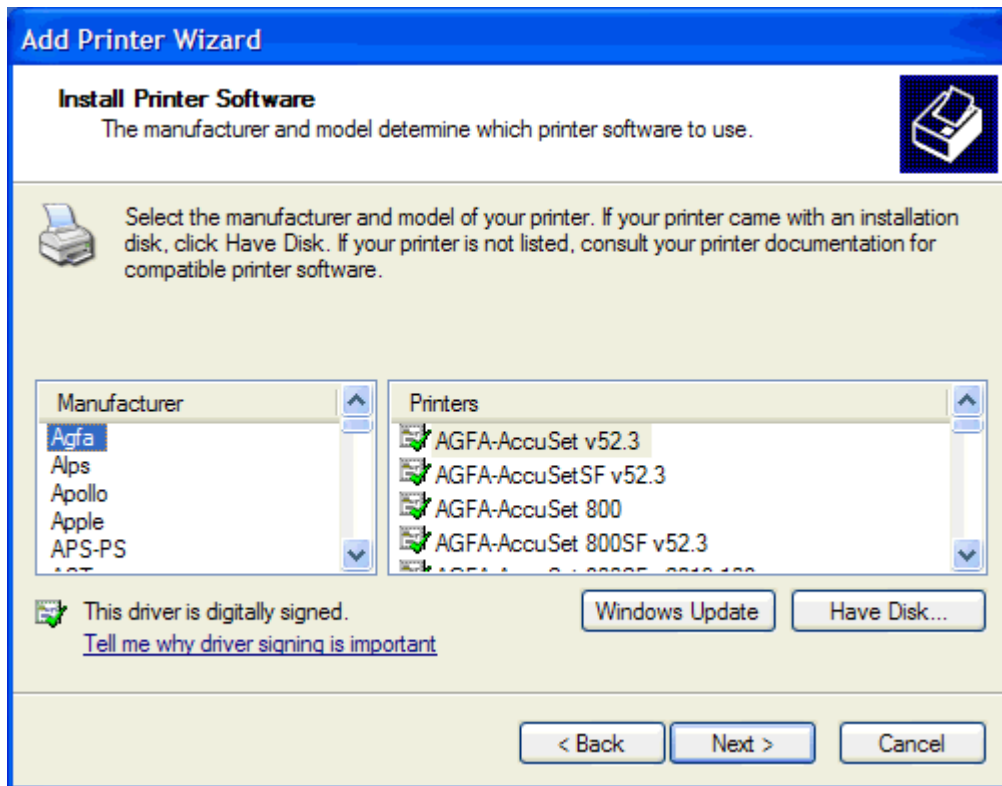 Add Printer Wizard
Install Printer Software
The manufacturer and model determine which printer software to use.
Select the manufacturer and model of your printer. If your printer came with an installation
disk, click Have Disk. If your printer is not listed, consult your printer documentation for
compatible printer software.
Manufacturer
Agfa
Alps
Apollo
Apple
APS-PS
Printers
AGFA-AccuSet v52.3
AGFA-AccuSetSF v52.3
AGFA-AccuSet 800
AGFA-AccuSet 800SF v52.3
This driver is digitally signed.
Tell me why driver signing is important
Windows Update
Have Disk...
< Back
Next >
Cancel